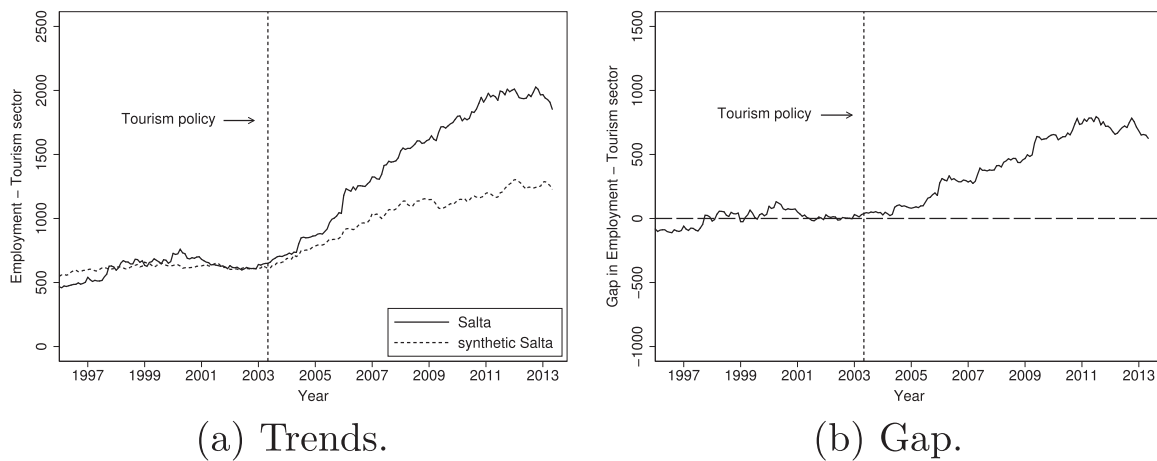 2500
2000
1500
1000
500
0
Employment – Tourism sector
Tourism policy
Salta
synthetic Salta
1997 1999 2001 2003 2005 2007 2009 2011 2013
Year
(a) Trends.
1500
1000
500
0
−500
−1000
Gap in Employment – Tourism sector
Tourism policy
1997 1999 2001 2003 2005 2007 2009 2011 2013
Year
(b) Gap.